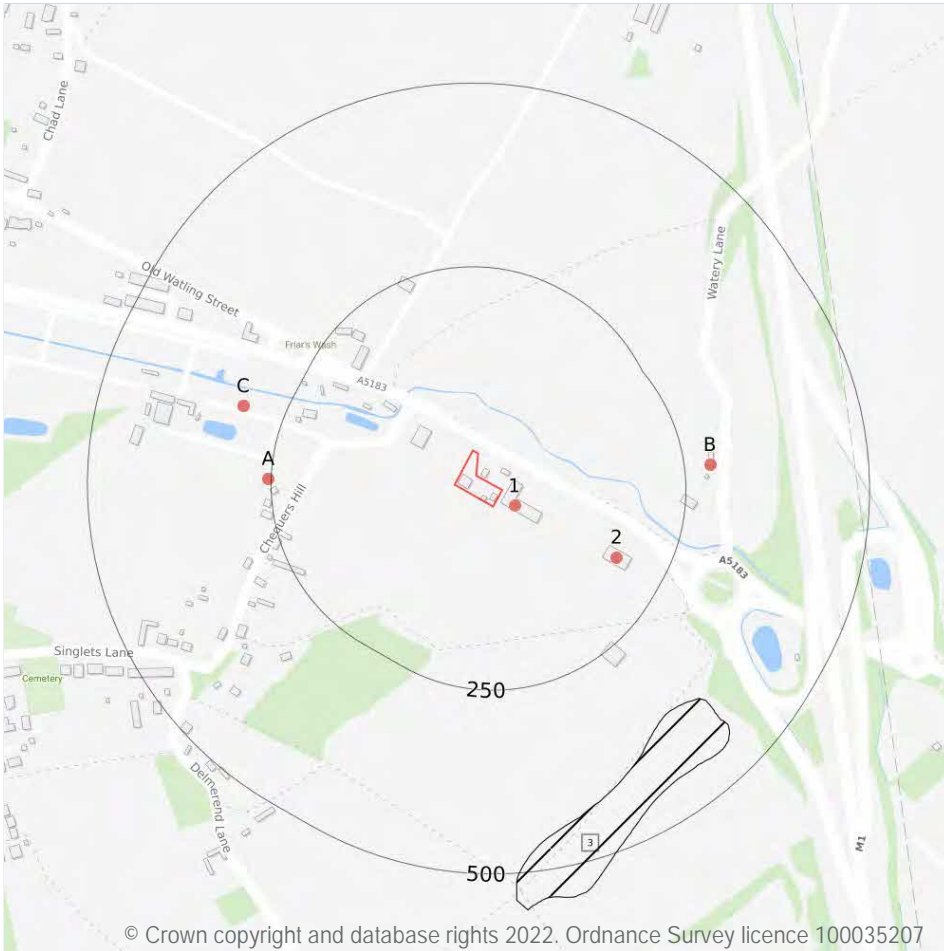 Chad Lane
Old Watling Street
Watery Lane
Friar's Wash
A5183
C
B
A
1
Chequers Hill
2
A5183
Singlets Lane
Cemetery
250
Delmerend Lane
3
M1
500
© Crown copyright and database rights 2022. Ordnance Survey licence 100035207